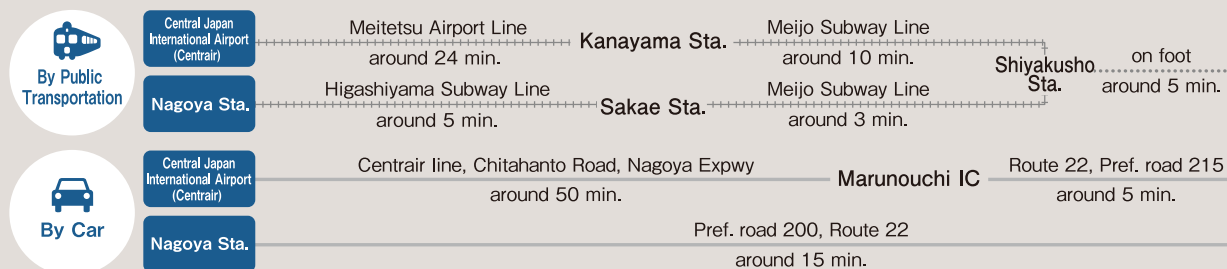 By Public
Transportation
Central Japan
International Airport
(Centrair)
Meitetsu Airport Line
around 24 min.
Kanayama Sta.
Meijo Subway Line
around 10 min.
Nagoya Sta.
Higashiyama Subway Line
around 5 min.
Sakae Sta.
Meijo Subway Line
around 3 min.
Shiyakusho
Sta.
on foot
around 5 min.
By Car
Central Japan
International Airport
(Centrair)
Centrair line, Chitahanto Road, Nagoya Expwy
around 50 min.
Marunouchi IC
Route 22, Pref. road 215
around 5 min.
Nagoya Sta.
Pref. road 200, Route 22
around 15 min.